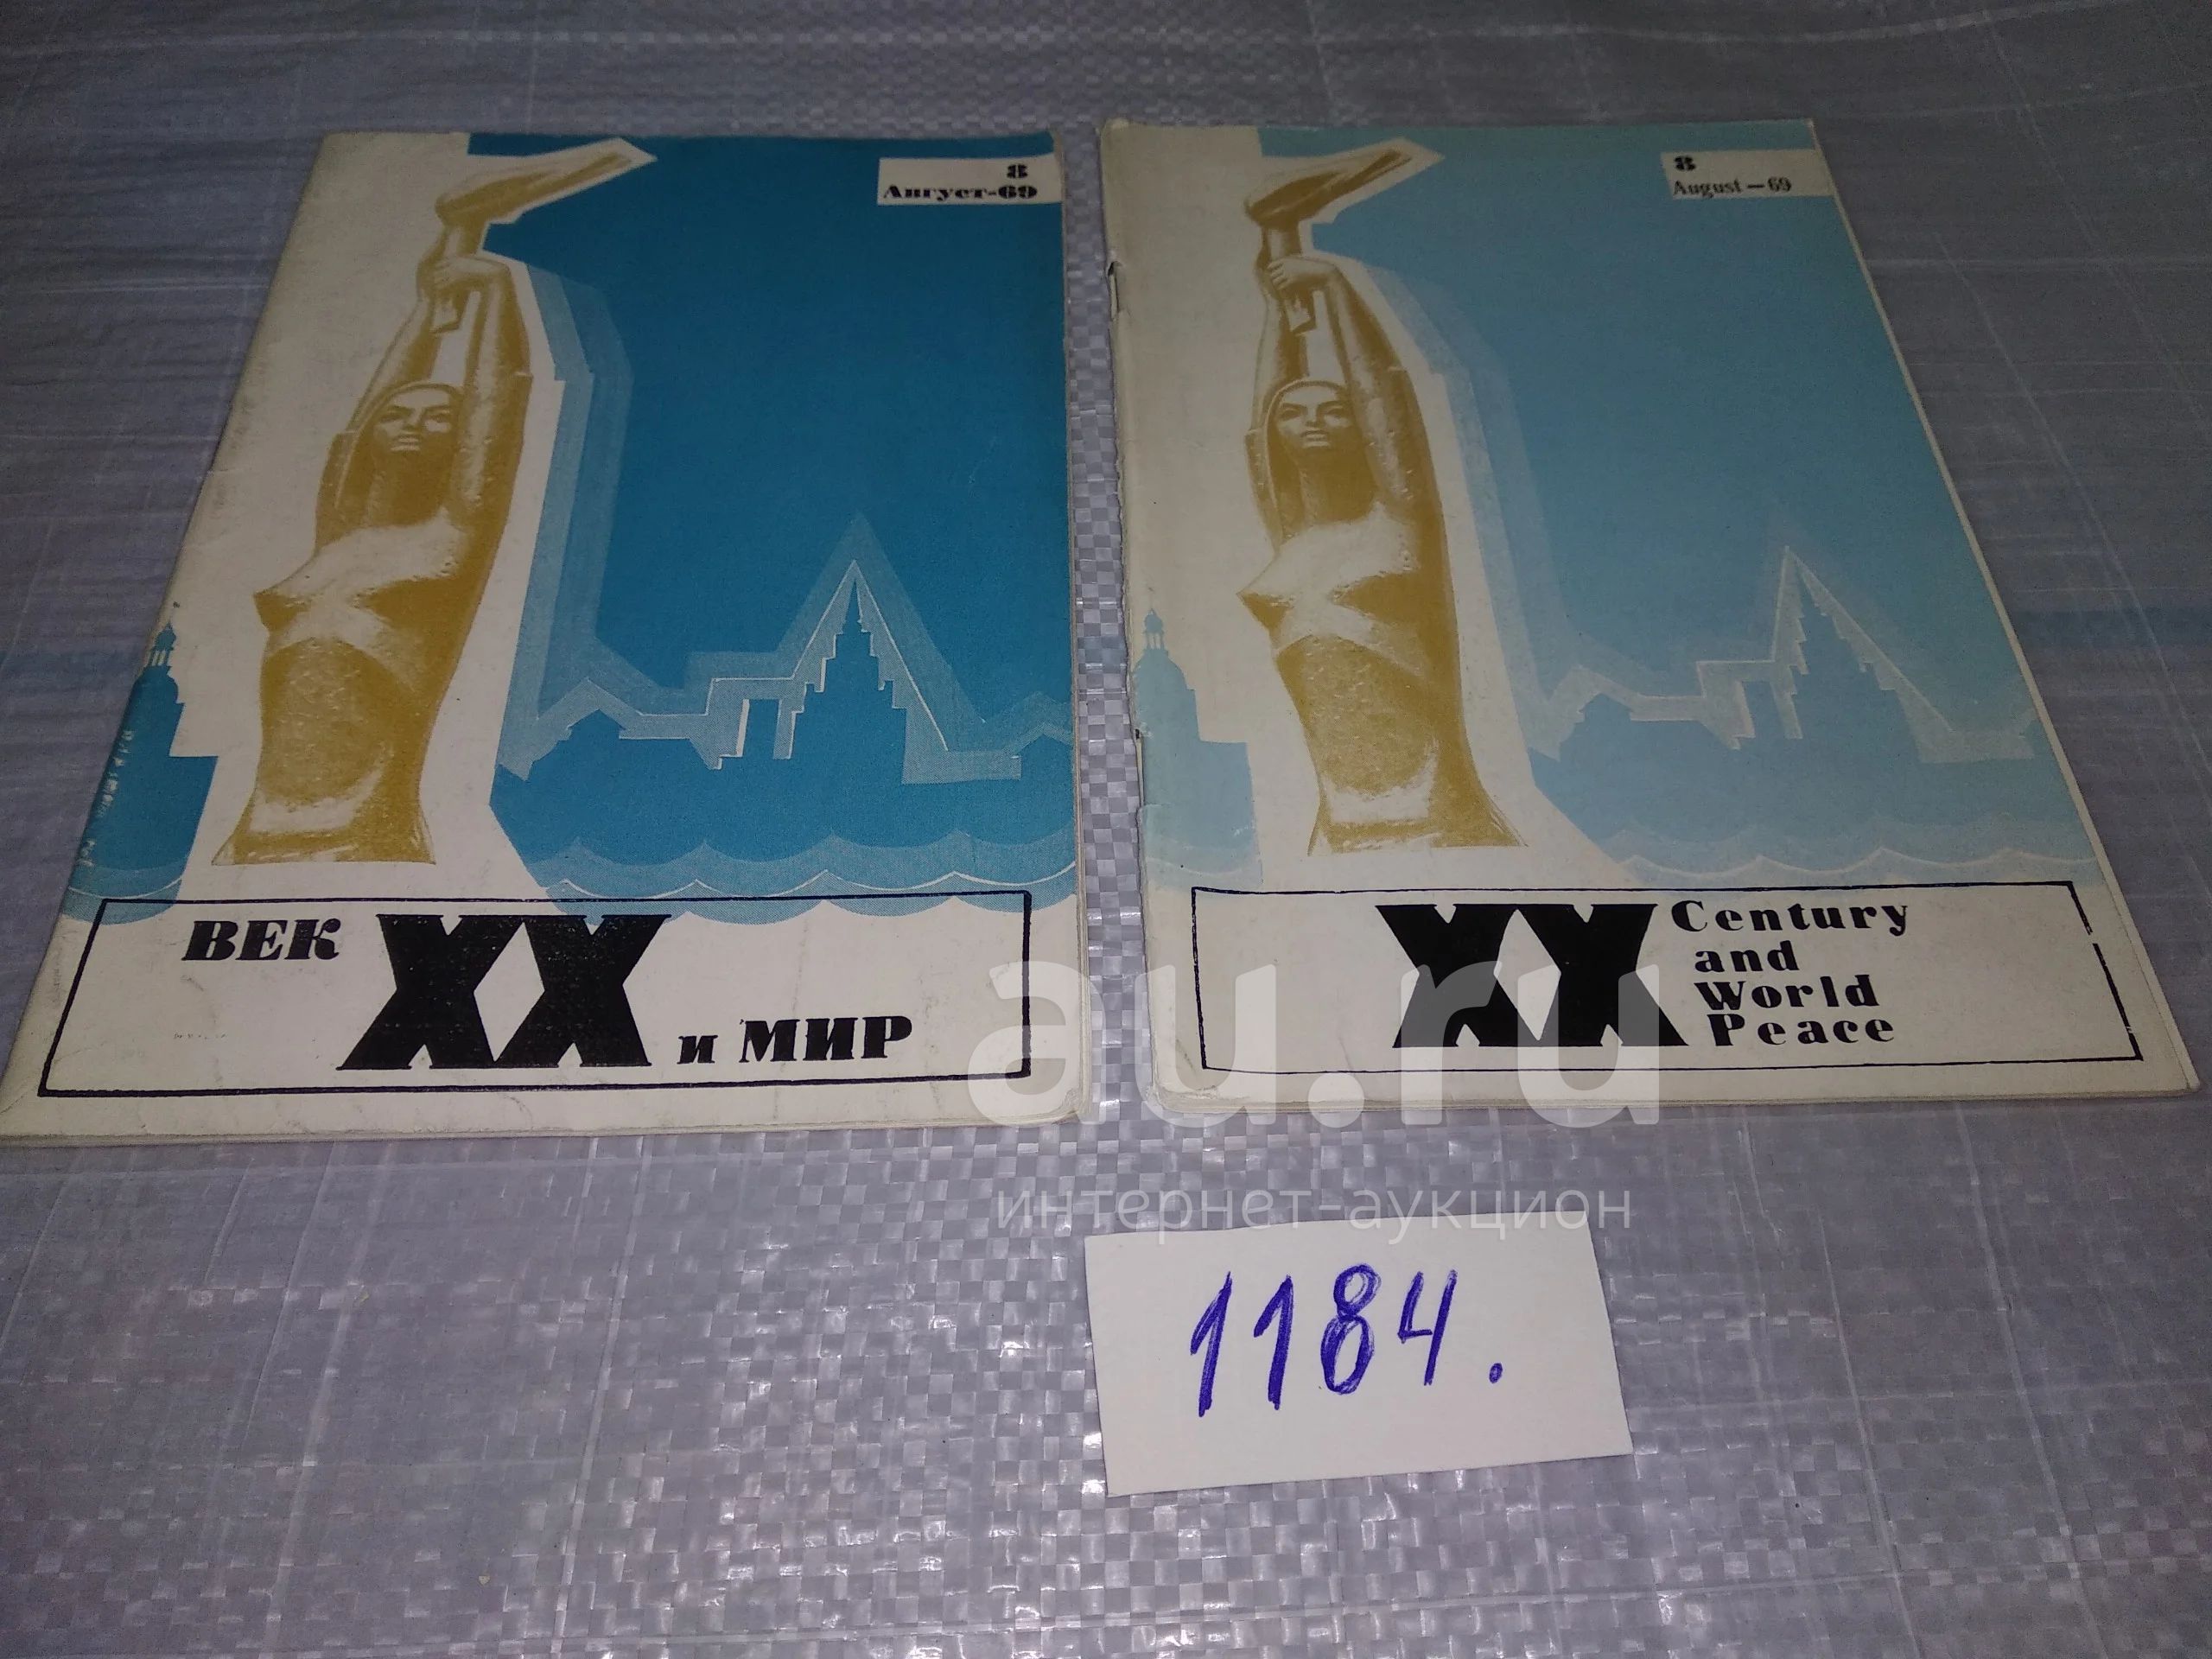 8
Август-69
ВЕК XX и МИР
8
August — 69
XX Century
and
World
Peace
au.ru
интернет-аукцион
1184.